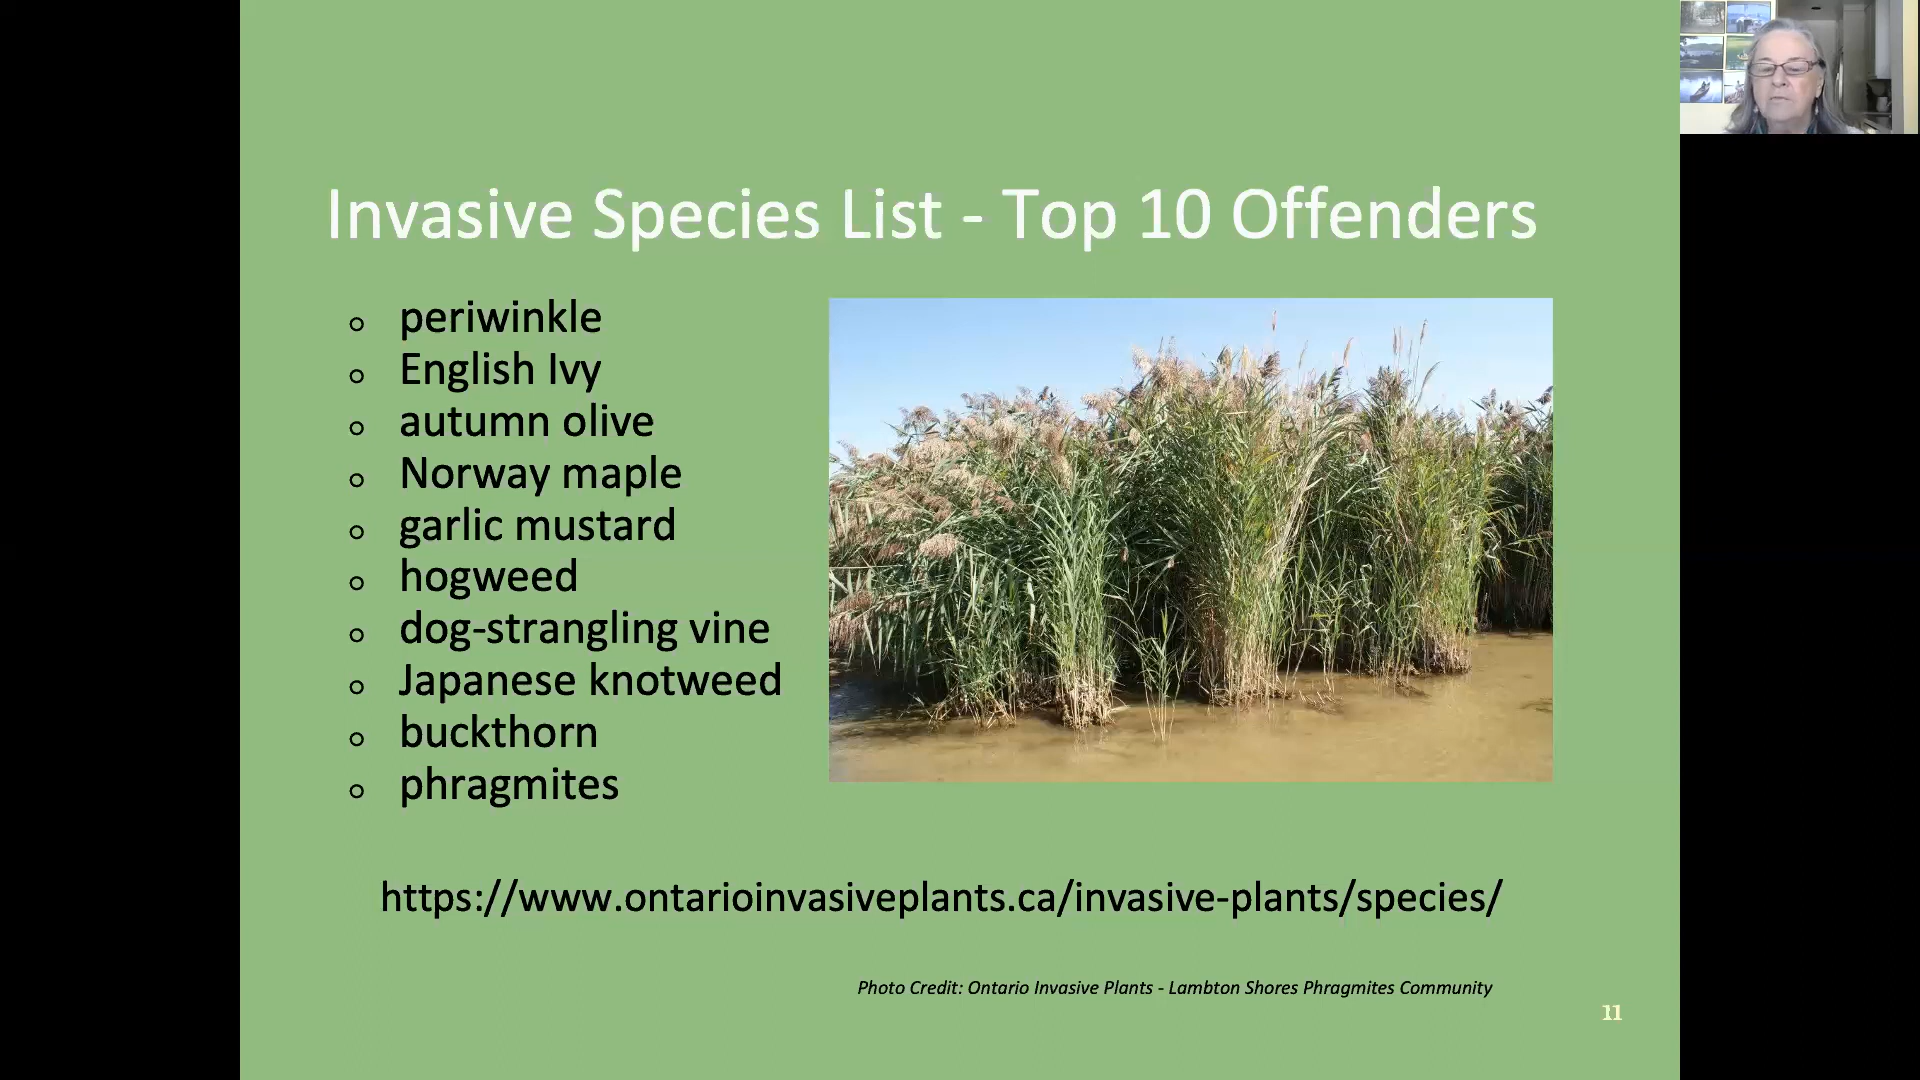 Invasive Species List - Top 10 Offenders
periwinkle
English Ivy
autumn olive
Norway maple
garlic mustard
hogweed
dog-strangling vine
Japanese knotweed
buckthorn
phragmites
https://www.ontarioinvasiveplants.ca/invasive-plants/species/
Photo Credit: Ontario Invasive Plants - Lambton Shores Phragmites Community
11